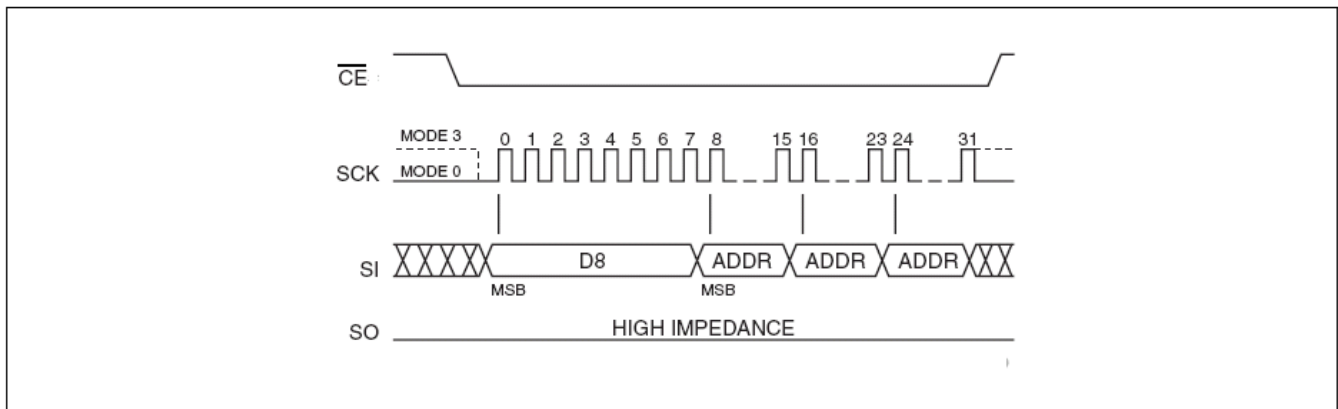 CE
MODE 3
0 1 2 3 4 5 6 7 8 15 16 23 24 31
SCK MODE 0
SI D8 ADDR ADDR ADDR
MSB MSB
SO HIGH IMPEDANCE